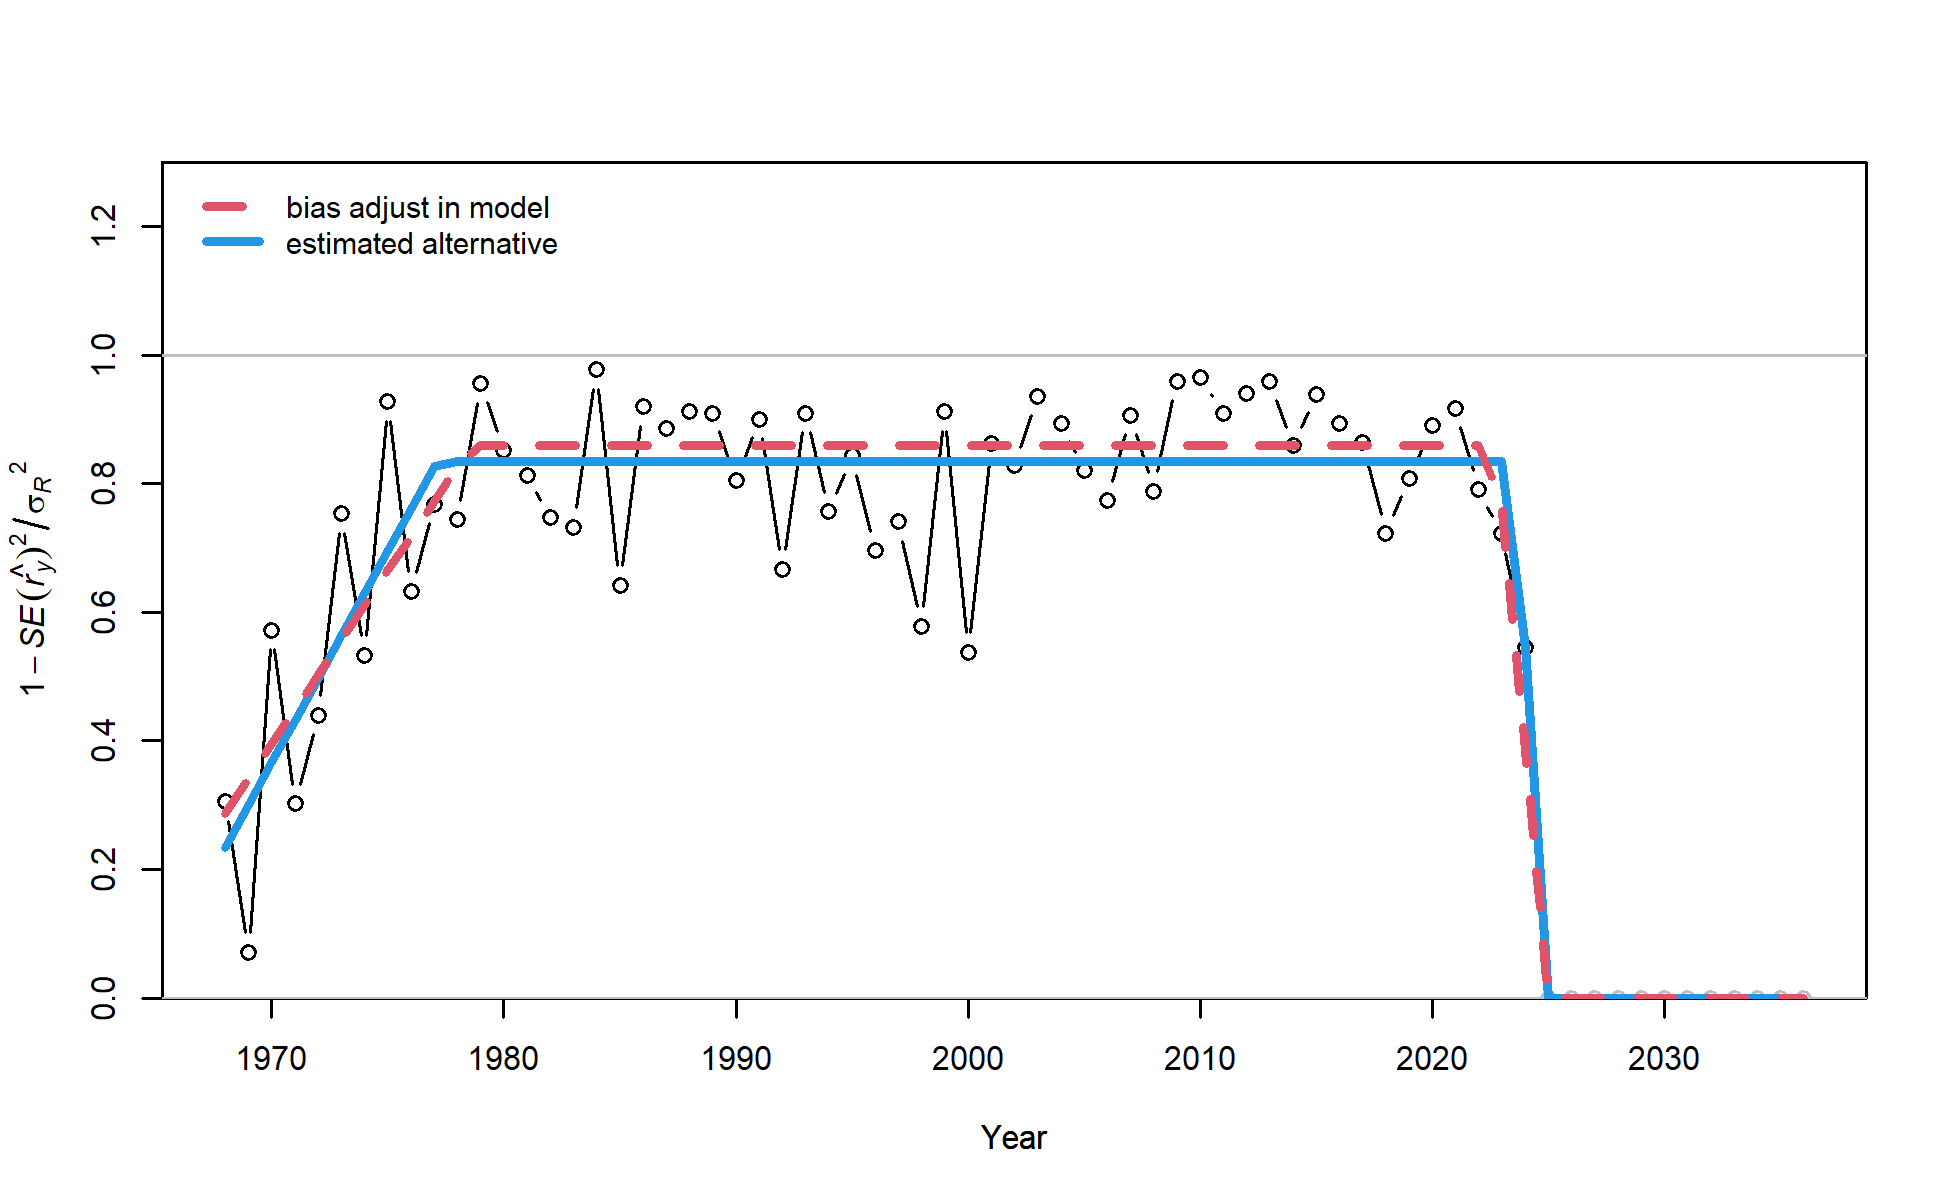 bias adjust in model
estimated alternative
1 − SE(r̂y)² / σR²
1.2
1.0
0.8
0.6
0.4
0.2
0.0
1970 1980 1990 2000 2010 2020 2030
Year